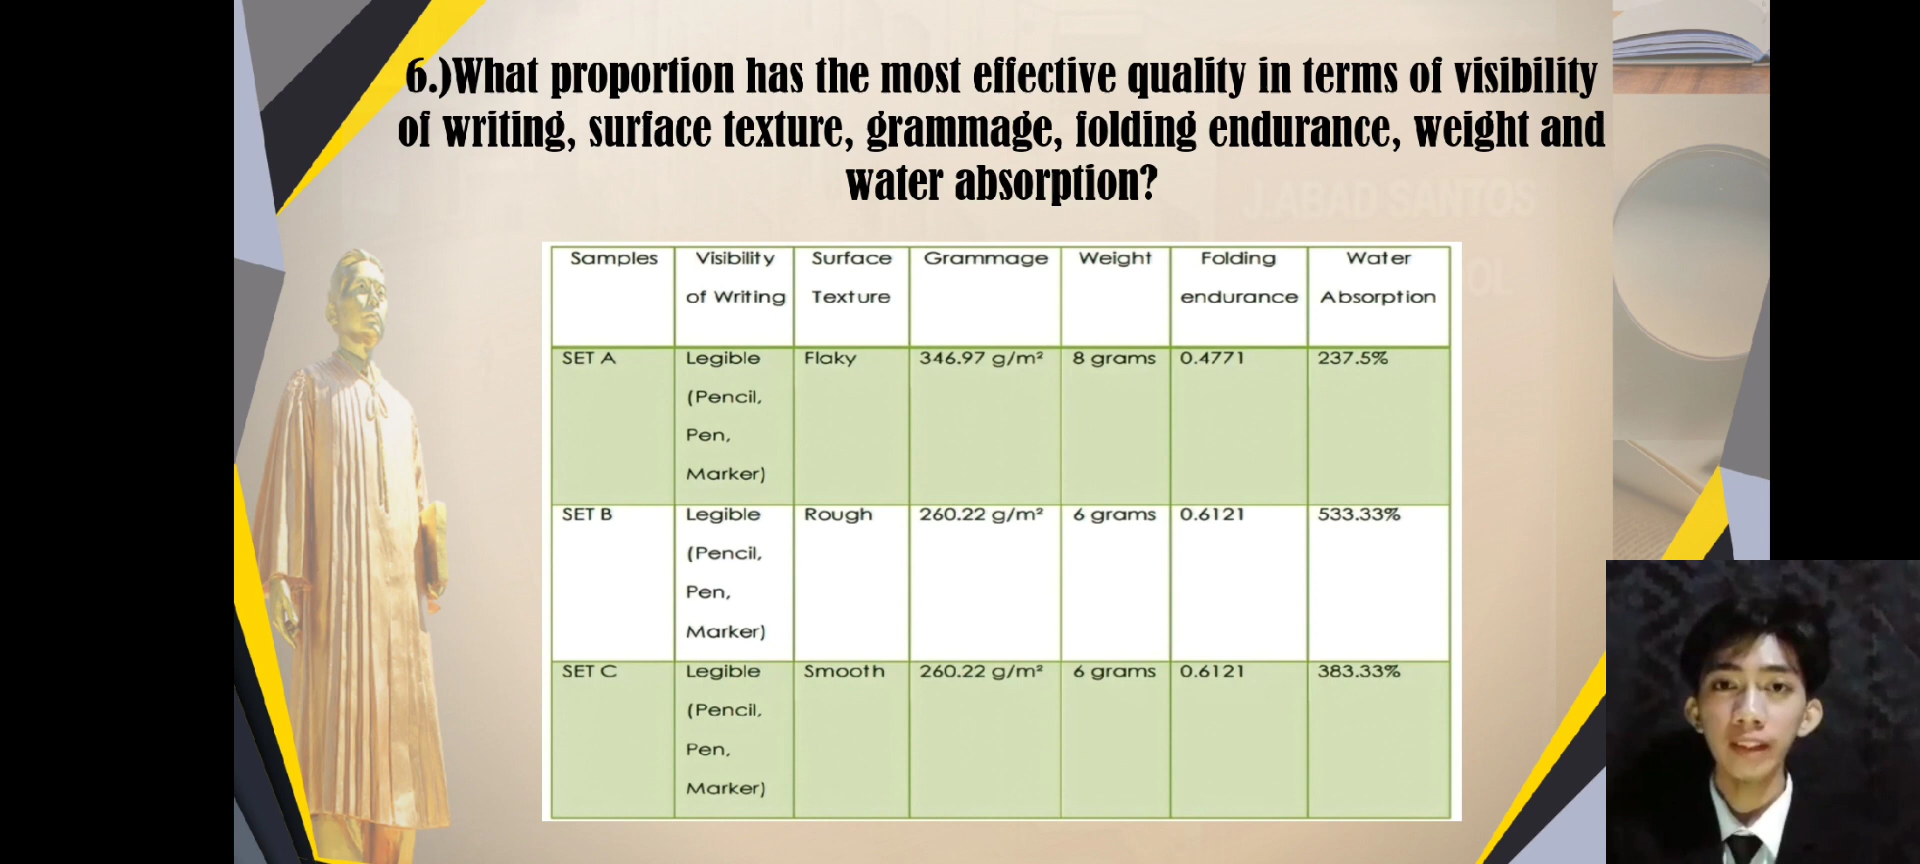 6.)What proportion has the most effective quality in terms of visibility
of writing, surface texture, grammage, folding endurance, weight and
water absorption?
J.ABAD SANTOS
OOL
Samples Visibility of Writing Surface Texture Grammage Weight Folding endurance Water Absorption
SET A Legible (Pencil, Pen, Marker) Flaky 346.97 g/m² 8 grams 0.4771 237.5%
SET B Legible (Pencil, Pen, Marker) Rough 260.22 g/m² 6 grams 0.6121 533.33%
SET C Legible (Pencil, Pen, Marker) Smooth 260.22 g/m² 6 grams 0.6121 383.33%